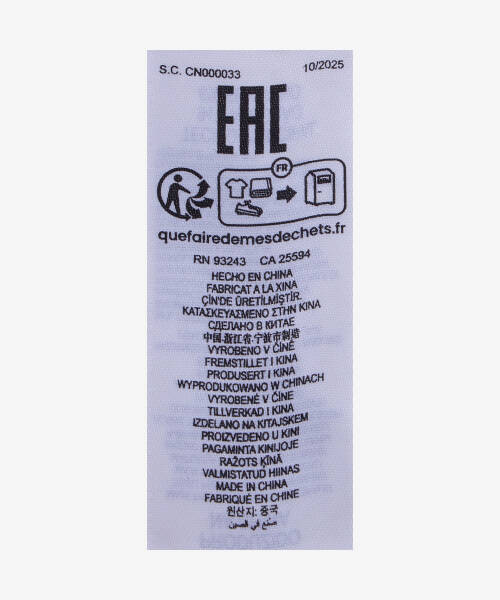 S.C. CN000033 10/2025
EAC
FR
quefairedemesdechets.fr
RN 93243 CA 25594
HECHO EN CHINA
FABRICAT A LA XINA
ÇİN'DE ÜRETİLMİŞTİR.
ΚΑΤΑΣΚΕΥΑΣΜΕΝΟ ΣΤΗΝ ΚΙΝΑ
СДЕЛАНО В КИТАЕ
中国·浙江省·宁波市制造
VYROBENO V ČÍNĚ
FREMSTILLET I KINA
PRODUSERT I KINA
WYPRODUKOWANO W CHINACH
VYROBENÉ V ČÍNE
TILLVERKAD I KINA
IZDELANO NA KITAJSKEM
PROIZVEDENO U KINI
PAGAMINTA KINIJOJE
RAŽOTS ĶĪNĀ
VALMISTATUD HIINAS
MADE IN CHINA
FABRIQUÉ EN CHINE
원산지: 중국
صنع في الصين